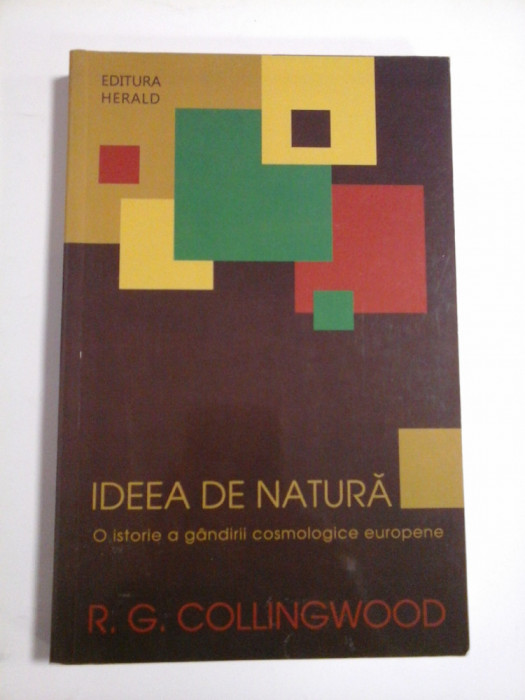 EDITURA
HERALD
IDEEA DE NATURĂ
O istorie a gândirii cosmologice europene
R. G. COLLINGWOOD